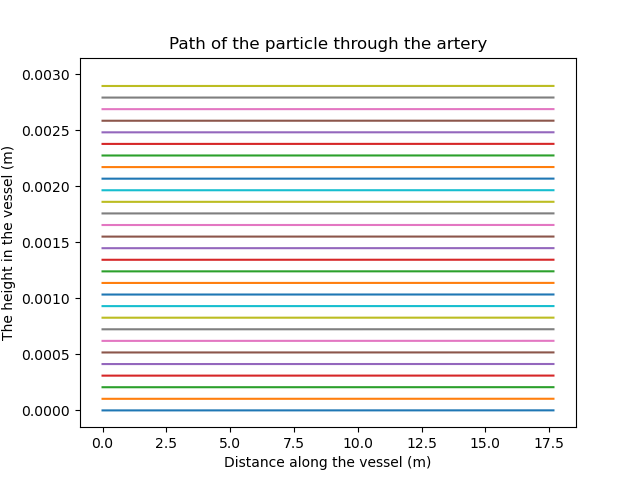 Path of the particle through the artery
The height in the vessel (m)
0.0030
0.0025
0.0020
0.0015
0.0010
0.0005
0.0000
0.0 2.5 5.0 7.5 10.0 12.5 15.0 17.5
Distance along the vessel (m)